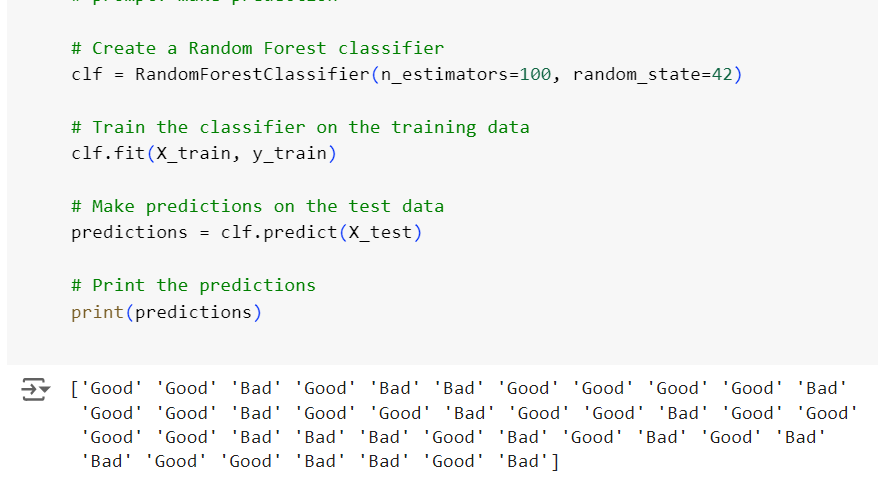 # Create a Random Forest classifier
clf = RandomForestClassifier(n_estimators=100, random_state=42)
# Train the classifier on the training data
clf.fit(X_train, y_train)
# Make predictions on the test data
predictions = clf.predict(X_test)
# Print the predictions
print(predictions)
['Good' 'Good' 'Bad' 'Good' 'Bad' 'Bad' 'Good' 'Good' 'Good' 'Good' 'Bad'
'Good' 'Good' 'Bad' 'Good' 'Good' 'Bad' 'Good' 'Good' 'Bad' 'Good' 'Good'
'Good' 'Good' 'Bad' 'Bad' 'Bad' 'Good' 'Bad' 'Good' 'Bad' 'Good' 'Bad'
'Bad' 'Good' 'Good' 'Bad' 'Bad' 'Good' 'Bad']